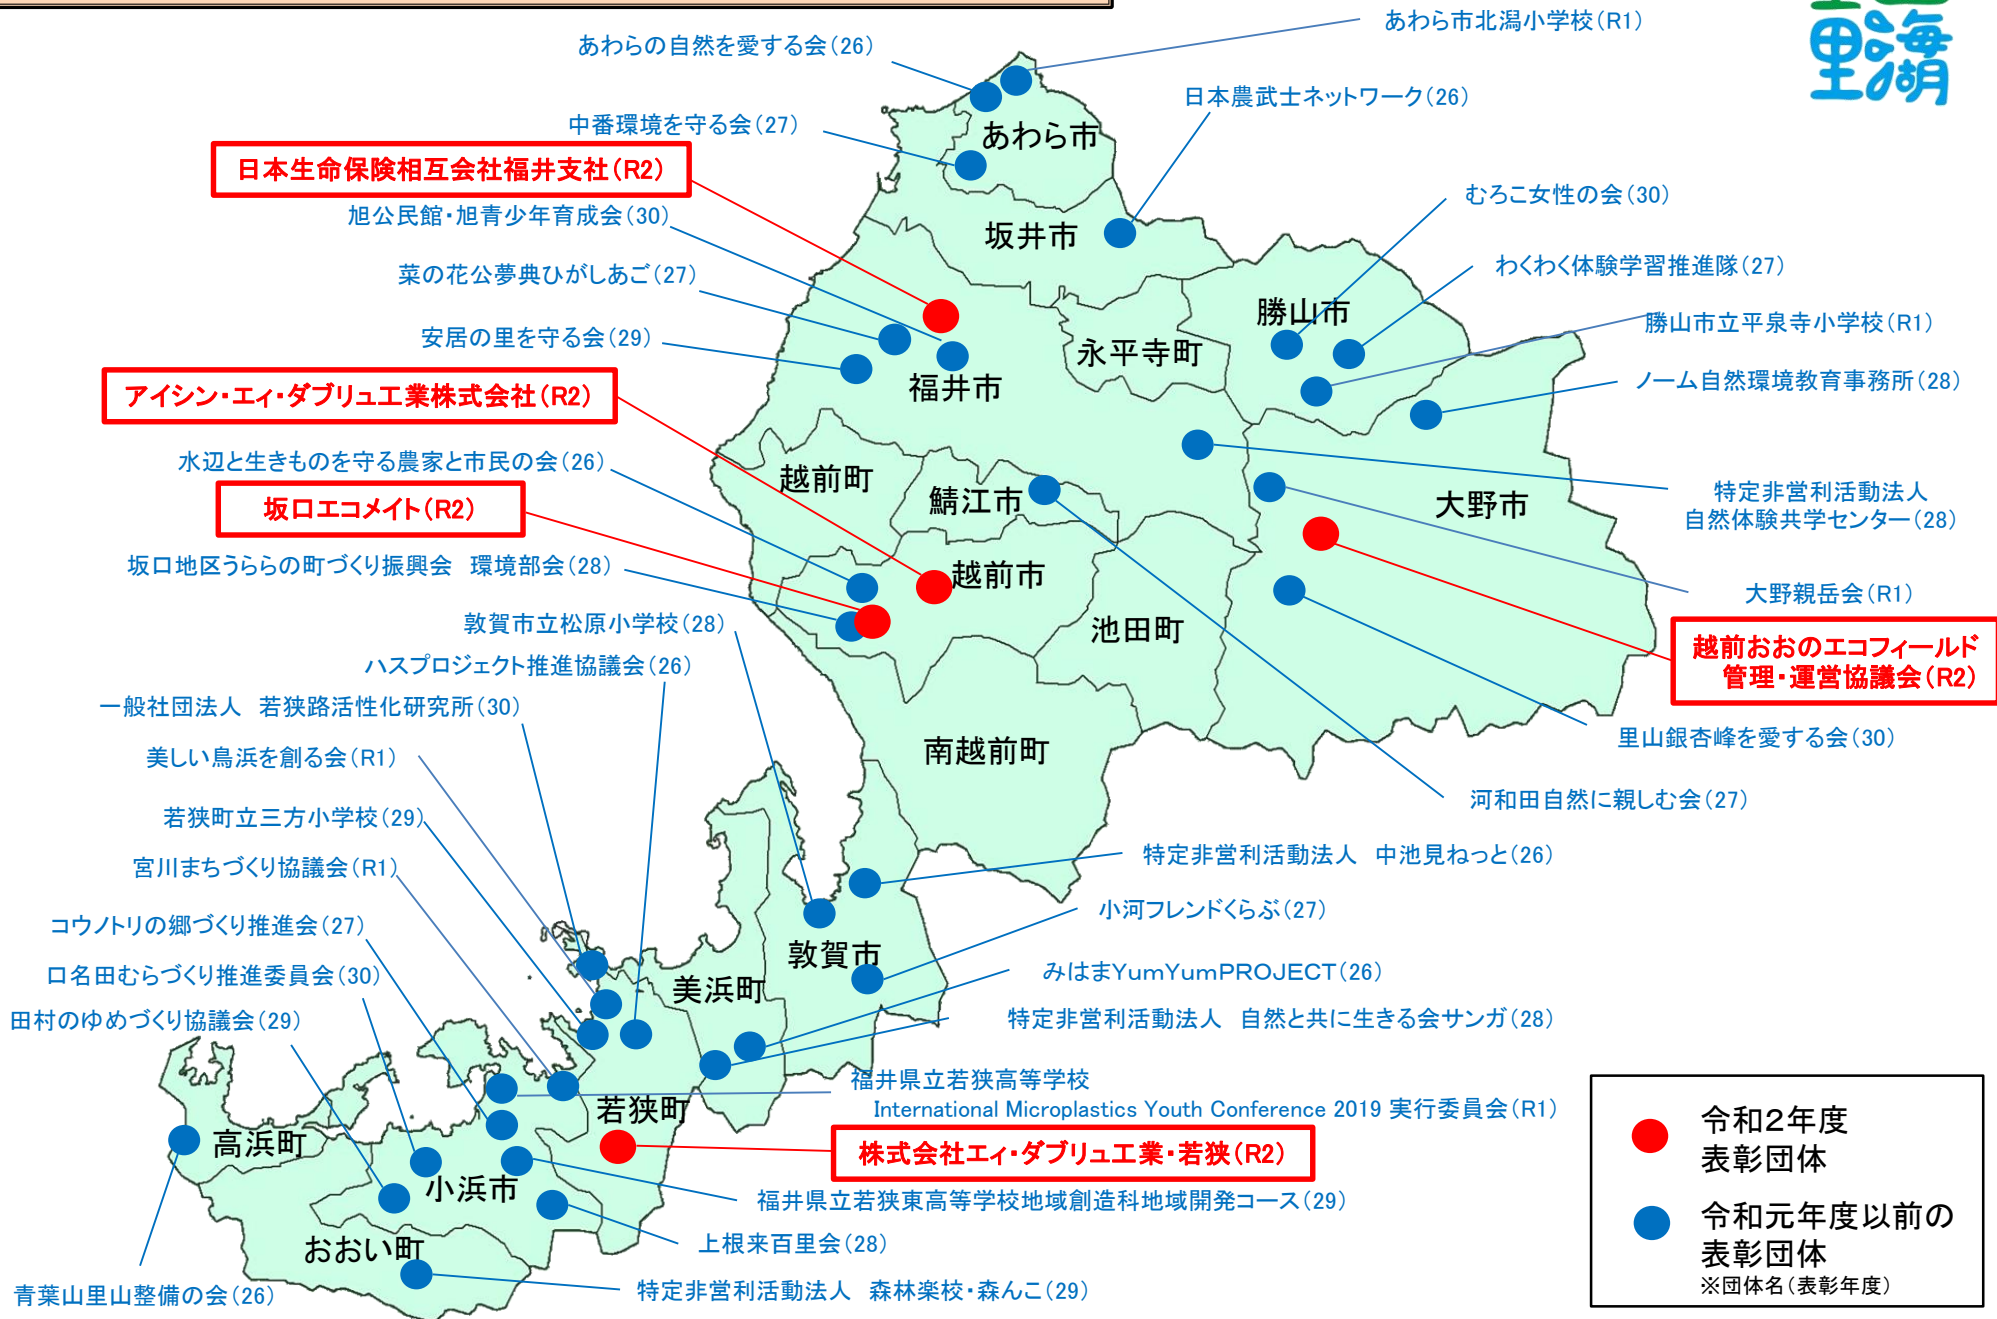 里海湖
あわら市北潟小学校(R1)
あわらの自然を愛する会(26)
日本農武士ネットワーク(26)
中番環境を守る会(27)
あわら市
日本生命保険相互会社福井支社(R2)
むろこ女性の会(30)
旭公民館・旭青少年育成会(30)
坂井市
わくわく体験学習推進隊(27)
菜の花公夢典ひがしあご(27)
勝山市
勝山市立平泉寺小学校(R1)
安居の里を守る会(29)
永平寺町
福井市
ノーム自然環境教育事務所(28)
アイシン・エィ・ダブリュ工業株式会社(R2)
水辺と生きものを守る農家と市民の会(26)
越前町
鯖江市
大野市
特定非営利活動法人
自然体験共学センター(28)
坂口エコメイト(R2)
坂口地区うららの町づくり振興会 環境部会(28)
越前市
大野親岳会(R1)
敦賀市立松原小学校(28)
池田町
越前おおのエコフィールド
管理・運営協議会(R2)
ハスプロジェクト推進協議会(26)
一般社団法人 若狭路活性化研究所(30)
里山銀杏峰を愛する会(30)
美しい鳥浜を創る会(R1)
南越前町
河和田自然に親しむ会(27)
若狭町立三方小学校(29)
特定非営利活動法人 中池見ねっと(26)
宮川まちづくり協議会(R1)
小河フレンドくらぶ(27)
コウノトリの郷づくり推進会(27)
敦賀市
口名田むらづくり推進委員会(30)
美浜町
みはまYumYumPROJECT(26)
田村のゆめづくり協議会(29)
特定非営利活動法人 自然と共に生きる会サンガ(28)
福井県立若狭高等学校
International Microplastics Youth Conference 2019 実行委員会(R1)
若狭町
高浜町
株式会社エィ・ダブリュ工業・若狭(R2)
小浜市
福井県立若狭東高等学校地域創造科地域開発コース(29)
おおい町
上根来百里会(28)
青葉山里山整備の会(26)
特定非営利活動法人 森林楽校・森んこ(29)
令和2年度
表彰団体
令和元年度以前の
表彰団体
※団体名(表彰年度)